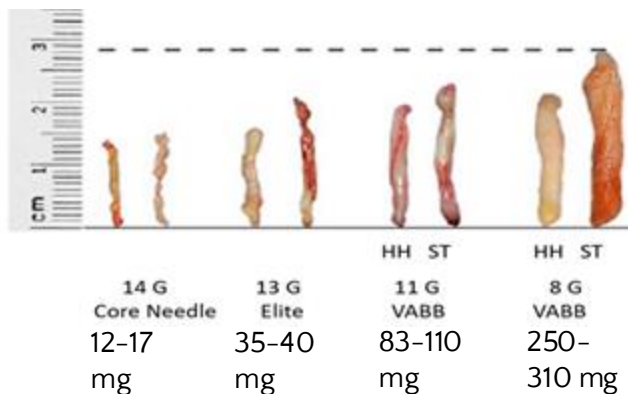 3
2
1
cm
HH ST HH ST
14 G 13 G 11 G 8 G
Core Needle Elite VABB VABB
12-17 35-40 83-110 250-
mg mg mg 310 mg